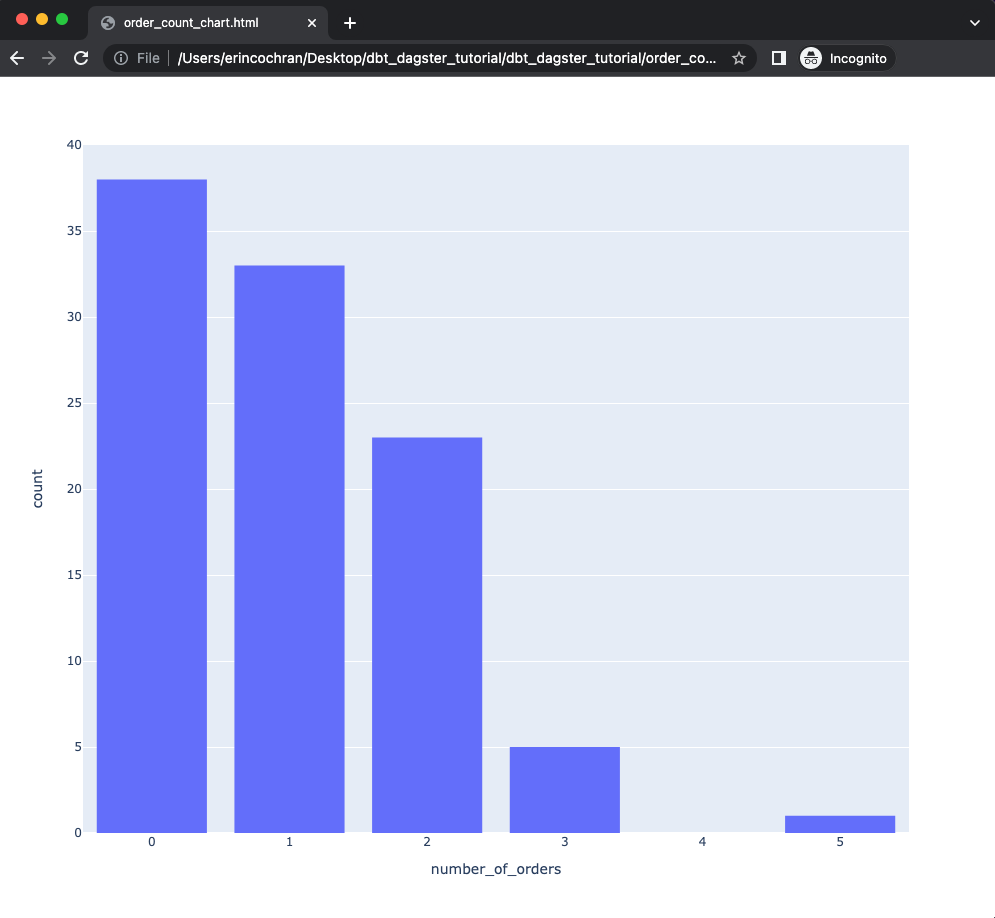 order_count_chart.html
File /Users/erincochran/Desktop/dbt_dagster_tutorial/dbt_dagster_tutorial/order_co... Incognito
40
35
30
25
20
15
10
5
0
count
0 1 2 3 4 5
number_of_orders